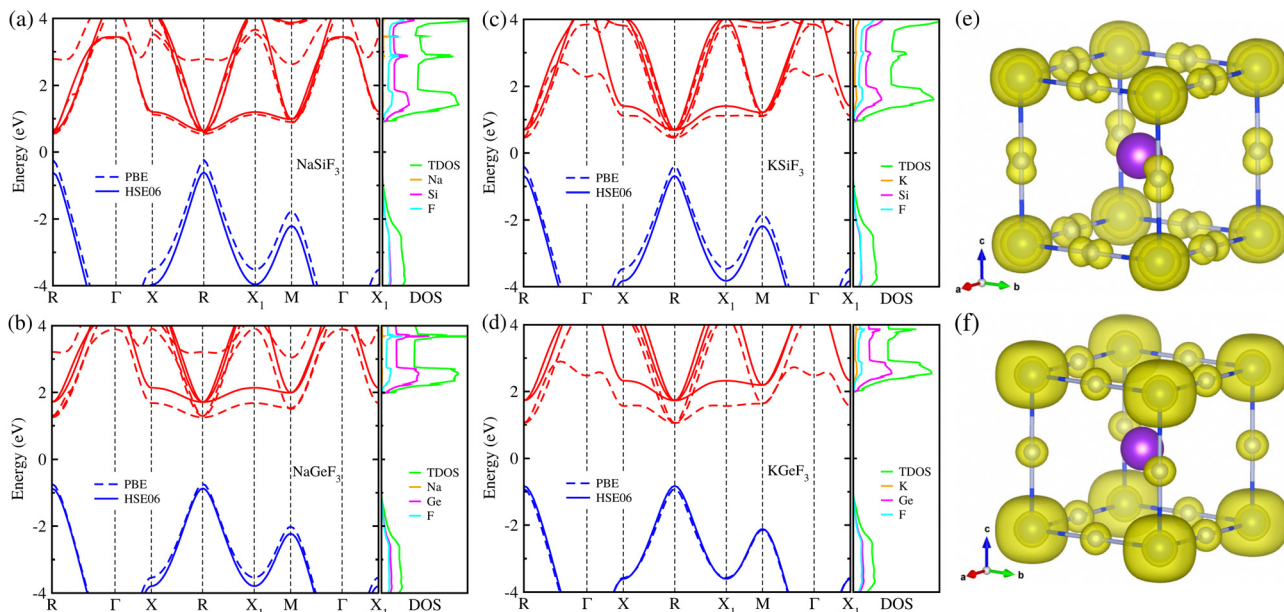 (a)
4
2
0
-2
-4
Energy (eV)
NaSiF3
PBE
HSE06
TDOS
Na
Si
F
R Γ X R X1 M Γ X1 DOS
(b)
4
2
0
-2
-4
Energy (eV)
NaGeF3
PBE
HSE06
TDOS
Na
Ge
F
R Γ X R X1 M Γ X1 DOS
(c)
4
2
0
-2
-4
Energy (eV)
KSiF3
PBE
HSE06
TDOS
K
Si
F
R Γ X R X1 M Γ X1 DOS
(d)
4
2
0
-2
-4
Energy (eV)
KGeF3
PBE
HSE06
TDOS
K
Ge
F
R Γ X R X1 M Γ X1 DOS
(e)
c
a b
(f)
c
a b